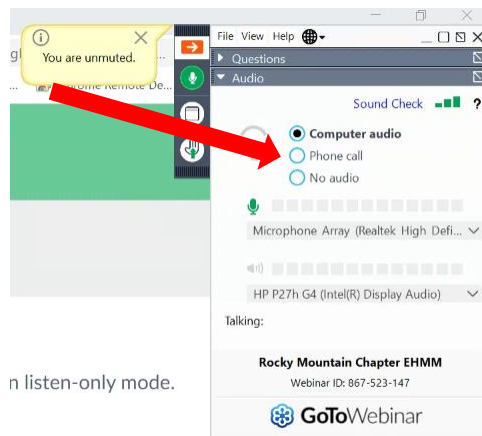 You are unmuted.
File View Help
Questions
Audio
Sound Check ?
Computer audio
Phone call
No audio
Microphone Array (Realtek High Defi...
HP P27h G4 (Intel(R) Display Audio)
Talking:
Rocky Mountain Chapter EHMM
Webinar ID: 867-523-147
n listen-only mode.
GoToWebinar